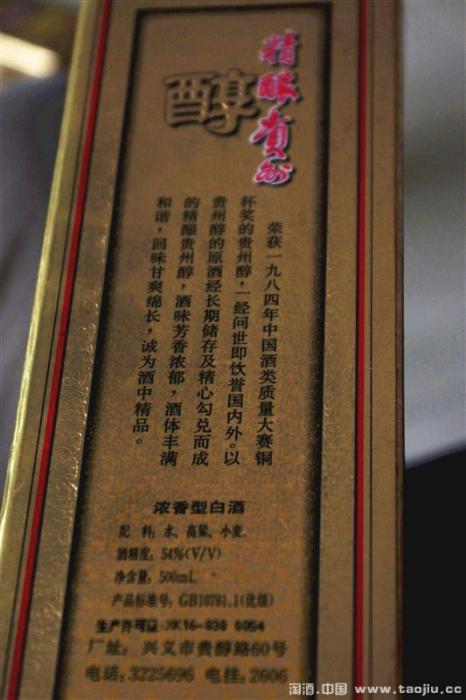 精酿贵州
醇
荣获一九八四年中国酒类质量大赛铜
杯奖的贵州醇,一经问世即饮誉国内外。以
贵州醇的原酒经长期储存及精心勾兑而成
的精酿贵州醇,酒味芳香浓郁,酒体丰满
和谐,回味甘爽绵长,诚为酒中精品。
浓香型白酒
配 料:水、高粱、小麦
酒精度:54%(V/V)
净含量:500mL
产品标准号:GB10781.1(优级)
生产许可证:XK16-030 0054
厂址:兴义市贵醇路60号
电话:3225696 电挂:2606
淘酒.中国 www.taojiu.cc